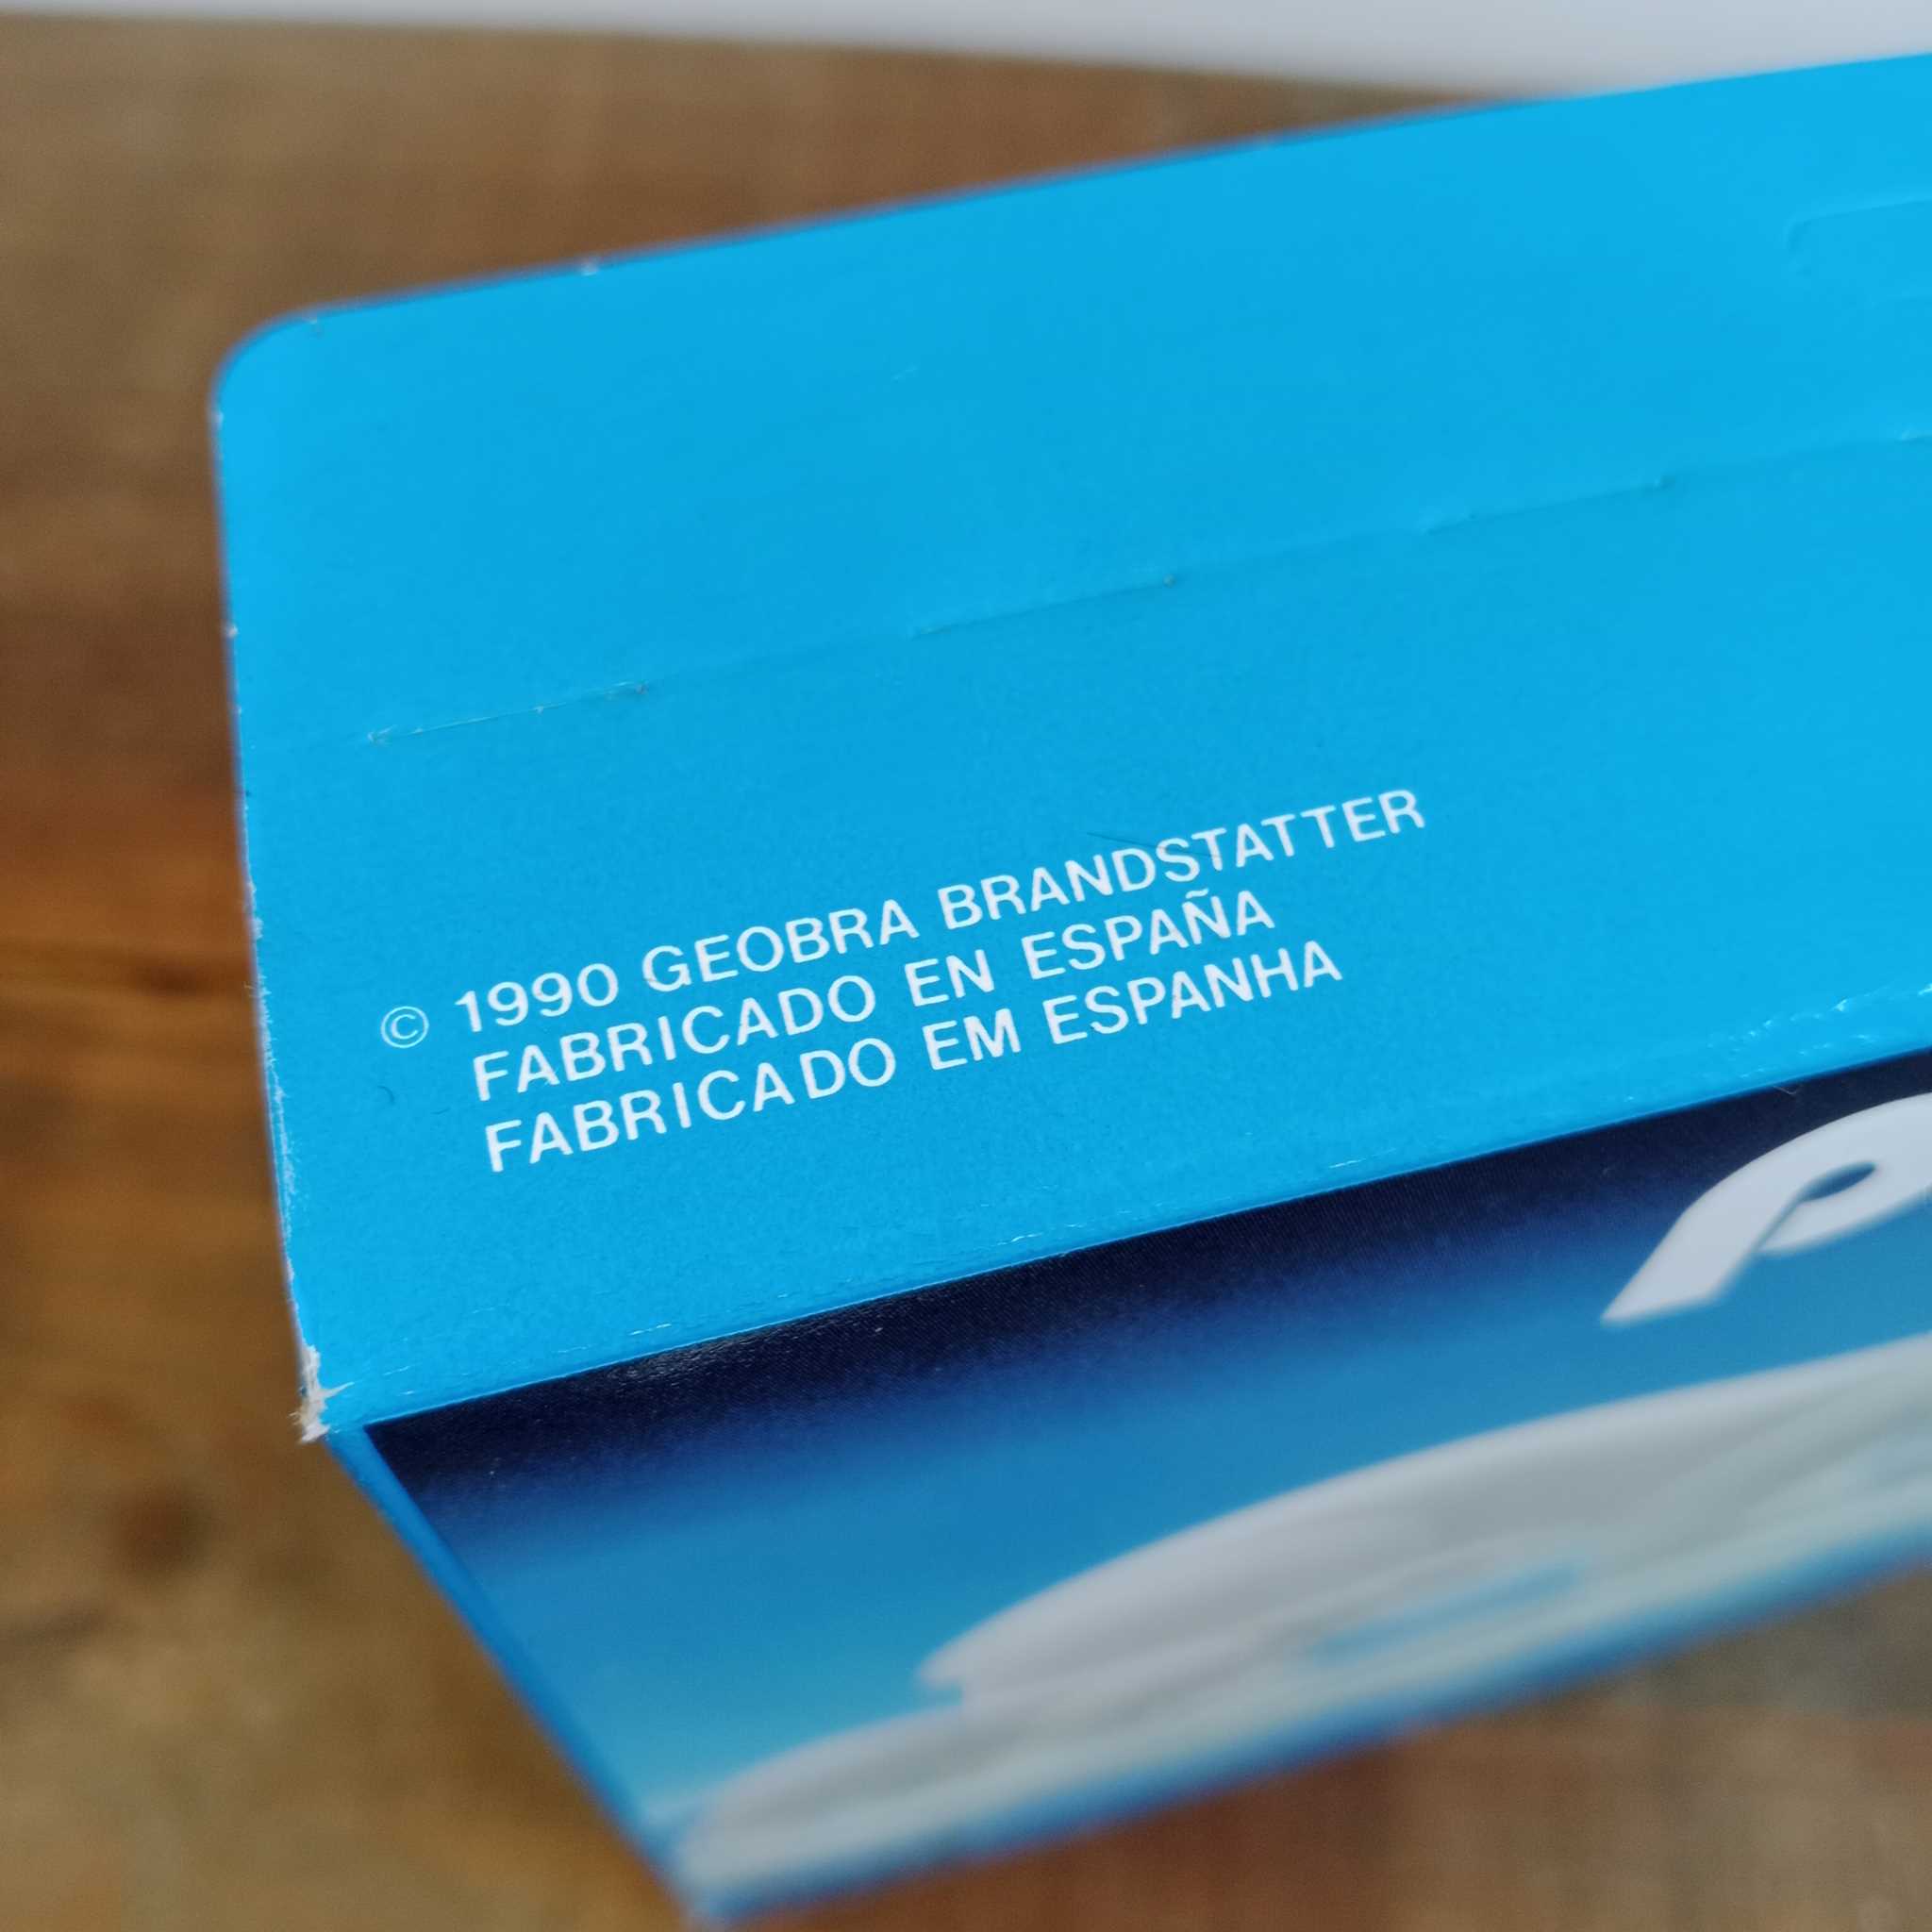 © 1990 GEOBRA BRANDSTATTER
FABRICADO EN ESPAÑA
FABRICADO EM ESPANHA